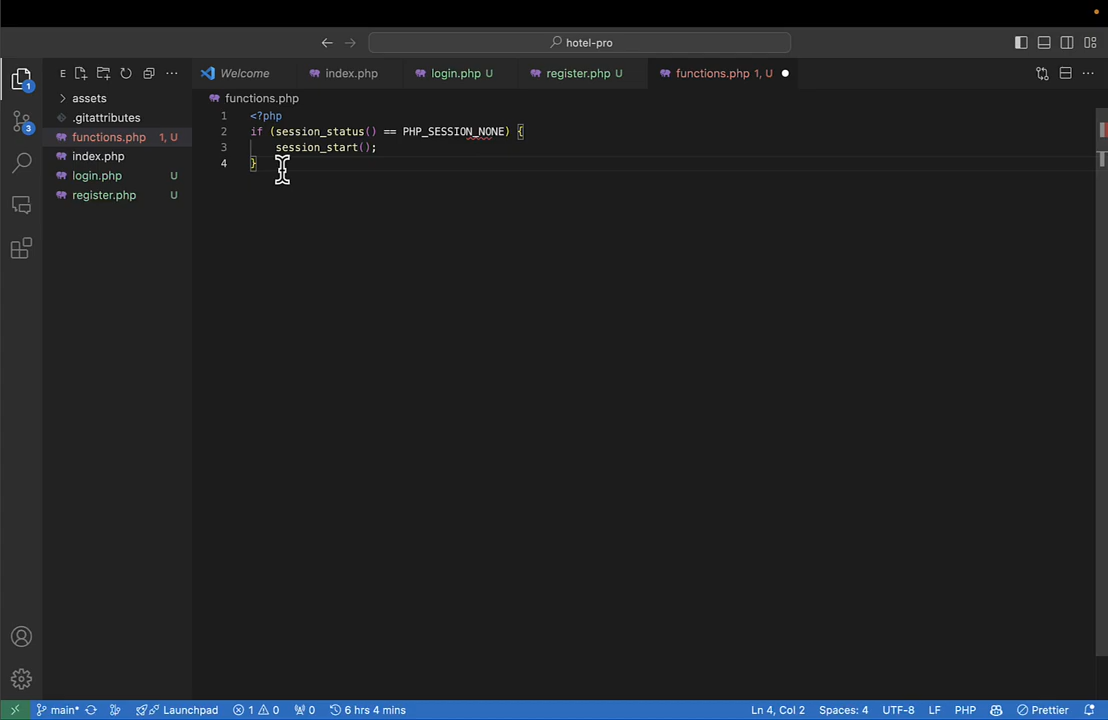 hotel-pro
E
Welcome
index.php
login.php U
register.php U
functions.php 1, U
assets
.gitattributes
functions.php 1, U
index.php
login.php U
register.php U
functions.php
1 <?php
2 if (session_status() == PHP_SESSION_NONE) {
3 session_start();
4 }
1
3
main*
Launchpad
1 0
0
6 hrs 4 mins
Ln 4, Col 2
Spaces: 4
UTF-8
LF
PHP
Prettier